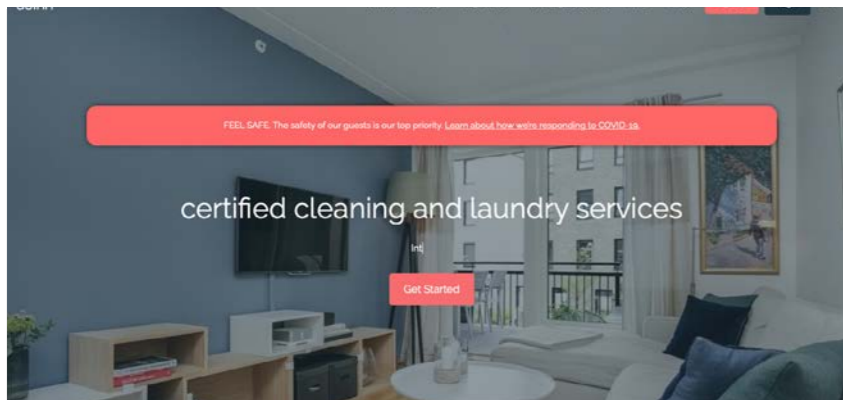 FEEL SAFE. The safety of our guests is our top priority. Learn about how we're responding to COVID-19.
certified cleaning and laundry services
Int
Get Started